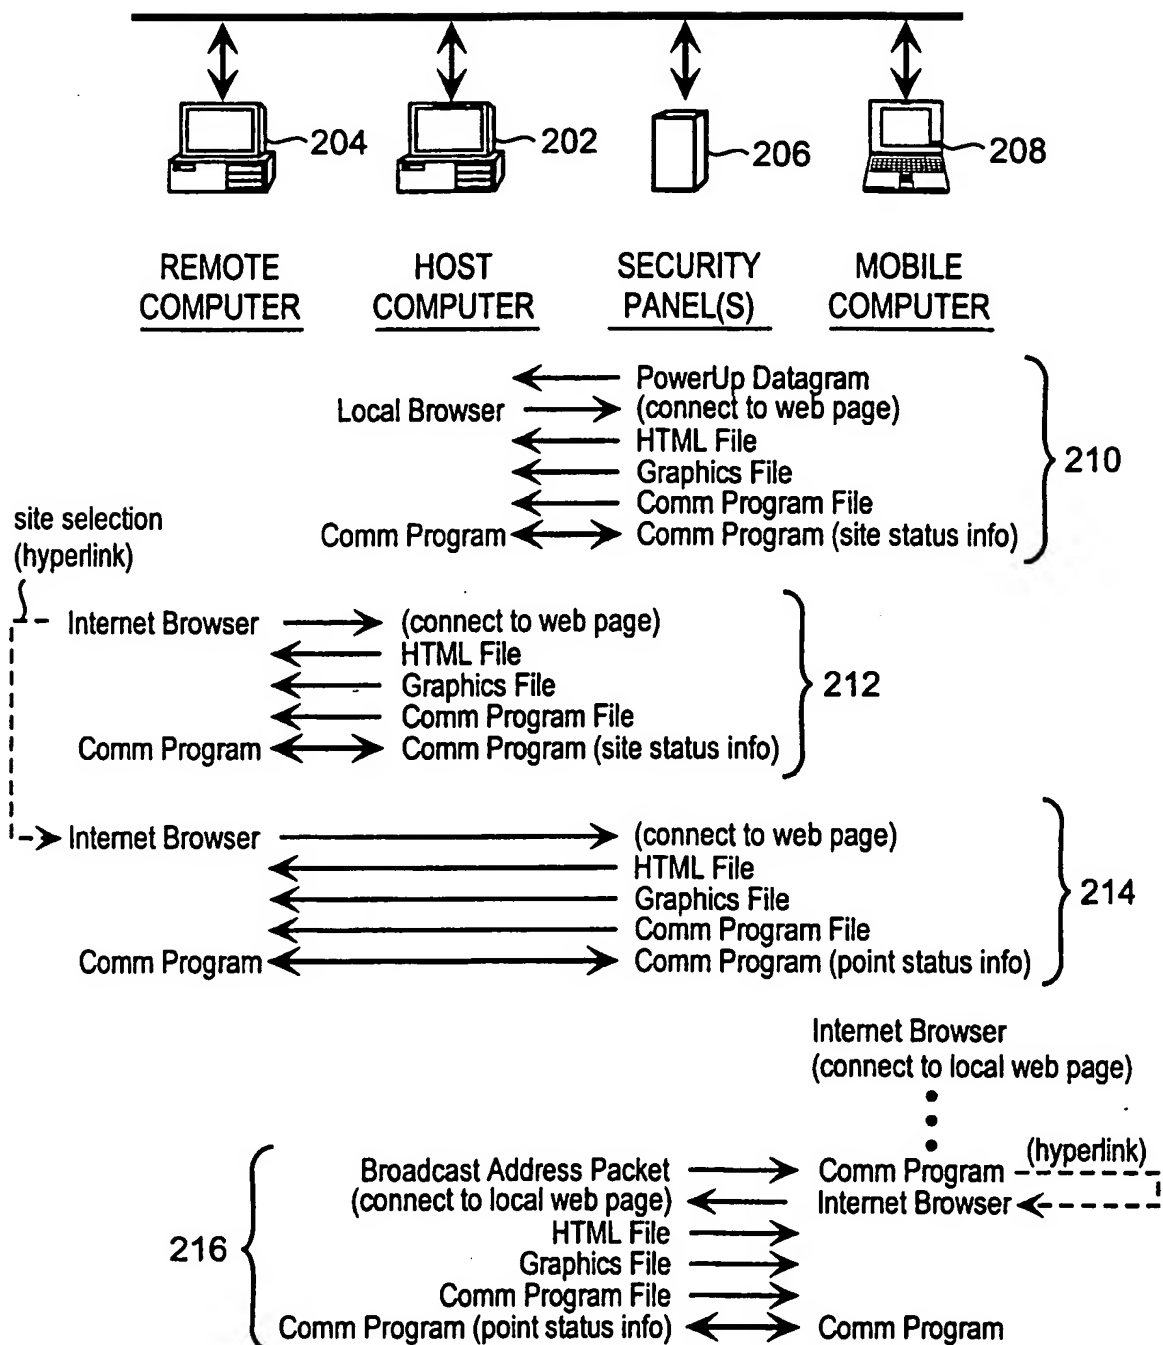 204
202
206
208
REMOTE COMPUTER
HOST COMPUTER
SECURITY PANEL(S)
MOBILE COMPUTER
PowerUp Datagram
Local Browser (connect to web page)
HTML File
Graphics File
Comm Program File
Comm Program Comm Program (site status info)
210
site selection
(hyperlink)
Internet Browser (connect to web page)
HTML File
Graphics File
Comm Program File
Comm Program Comm Program (site status info)
212
Internet Browser (connect to web page)
HTML File
Graphics File
Comm Program File
Comm Program Comm Program (point status info)
214
Internet Browser
(connect to local web page)
Broadcast Address Packet Comm Program (hyperlink)
(connect to local web page) Internet Browser
HTML File
Graphics File
Comm Program File
Comm Program (point status info) Comm Program
216